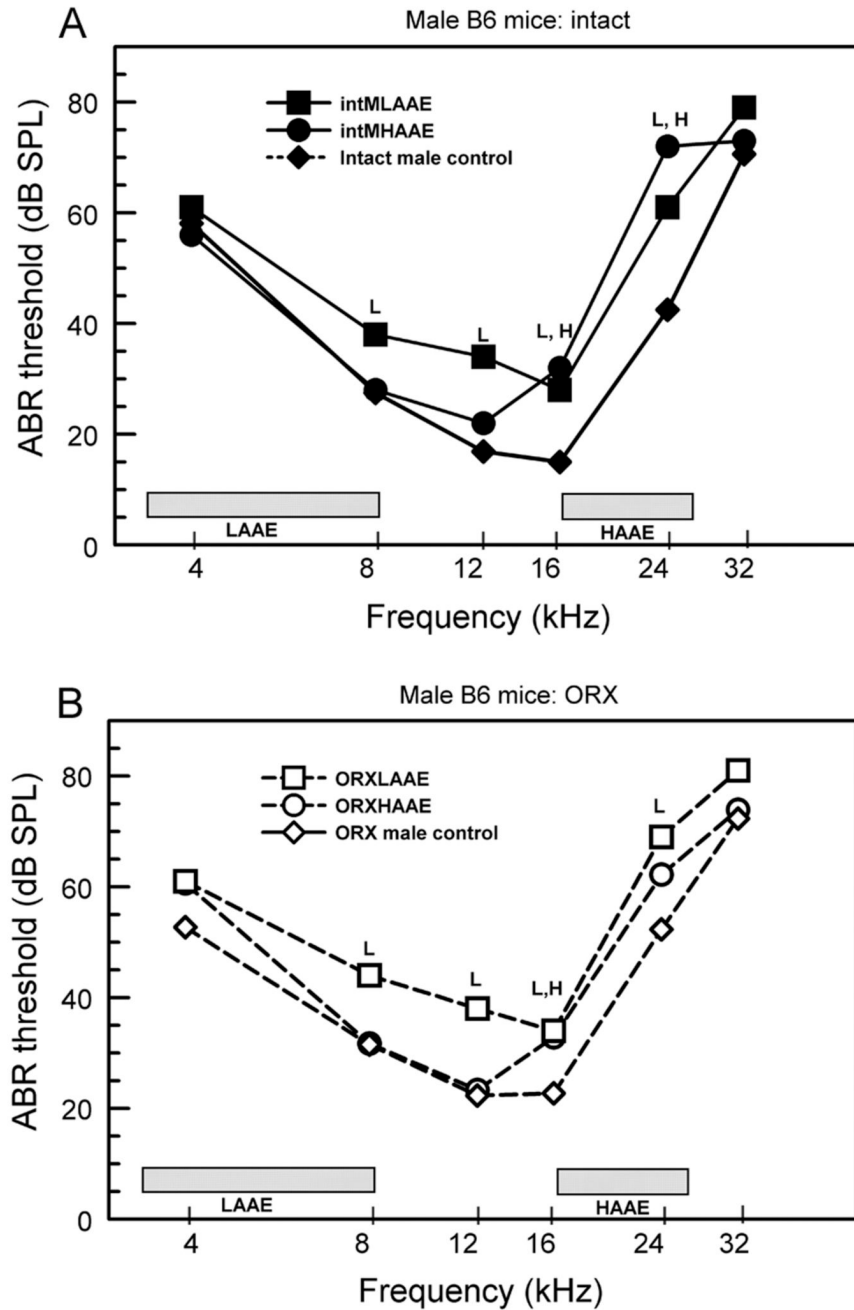 A
Male B6 mice: intact
ABR threshold (dB SPL)
80
60
40
20
0
intMLAAE
intMHAAE
Intact male control
L
L
L, H
L, H
LAAE
HAAE
4 8 12 16 24 32
Frequency (kHz)
B
Male B6 mice: ORX
ABR threshold (dB SPL)
80
60
40
20
0
ORXLAAE
ORXHAAE
ORX male control
L
L
L,H
L
LAAE
HAAE
4 8 12 16 24 32
Frequency (kHz)